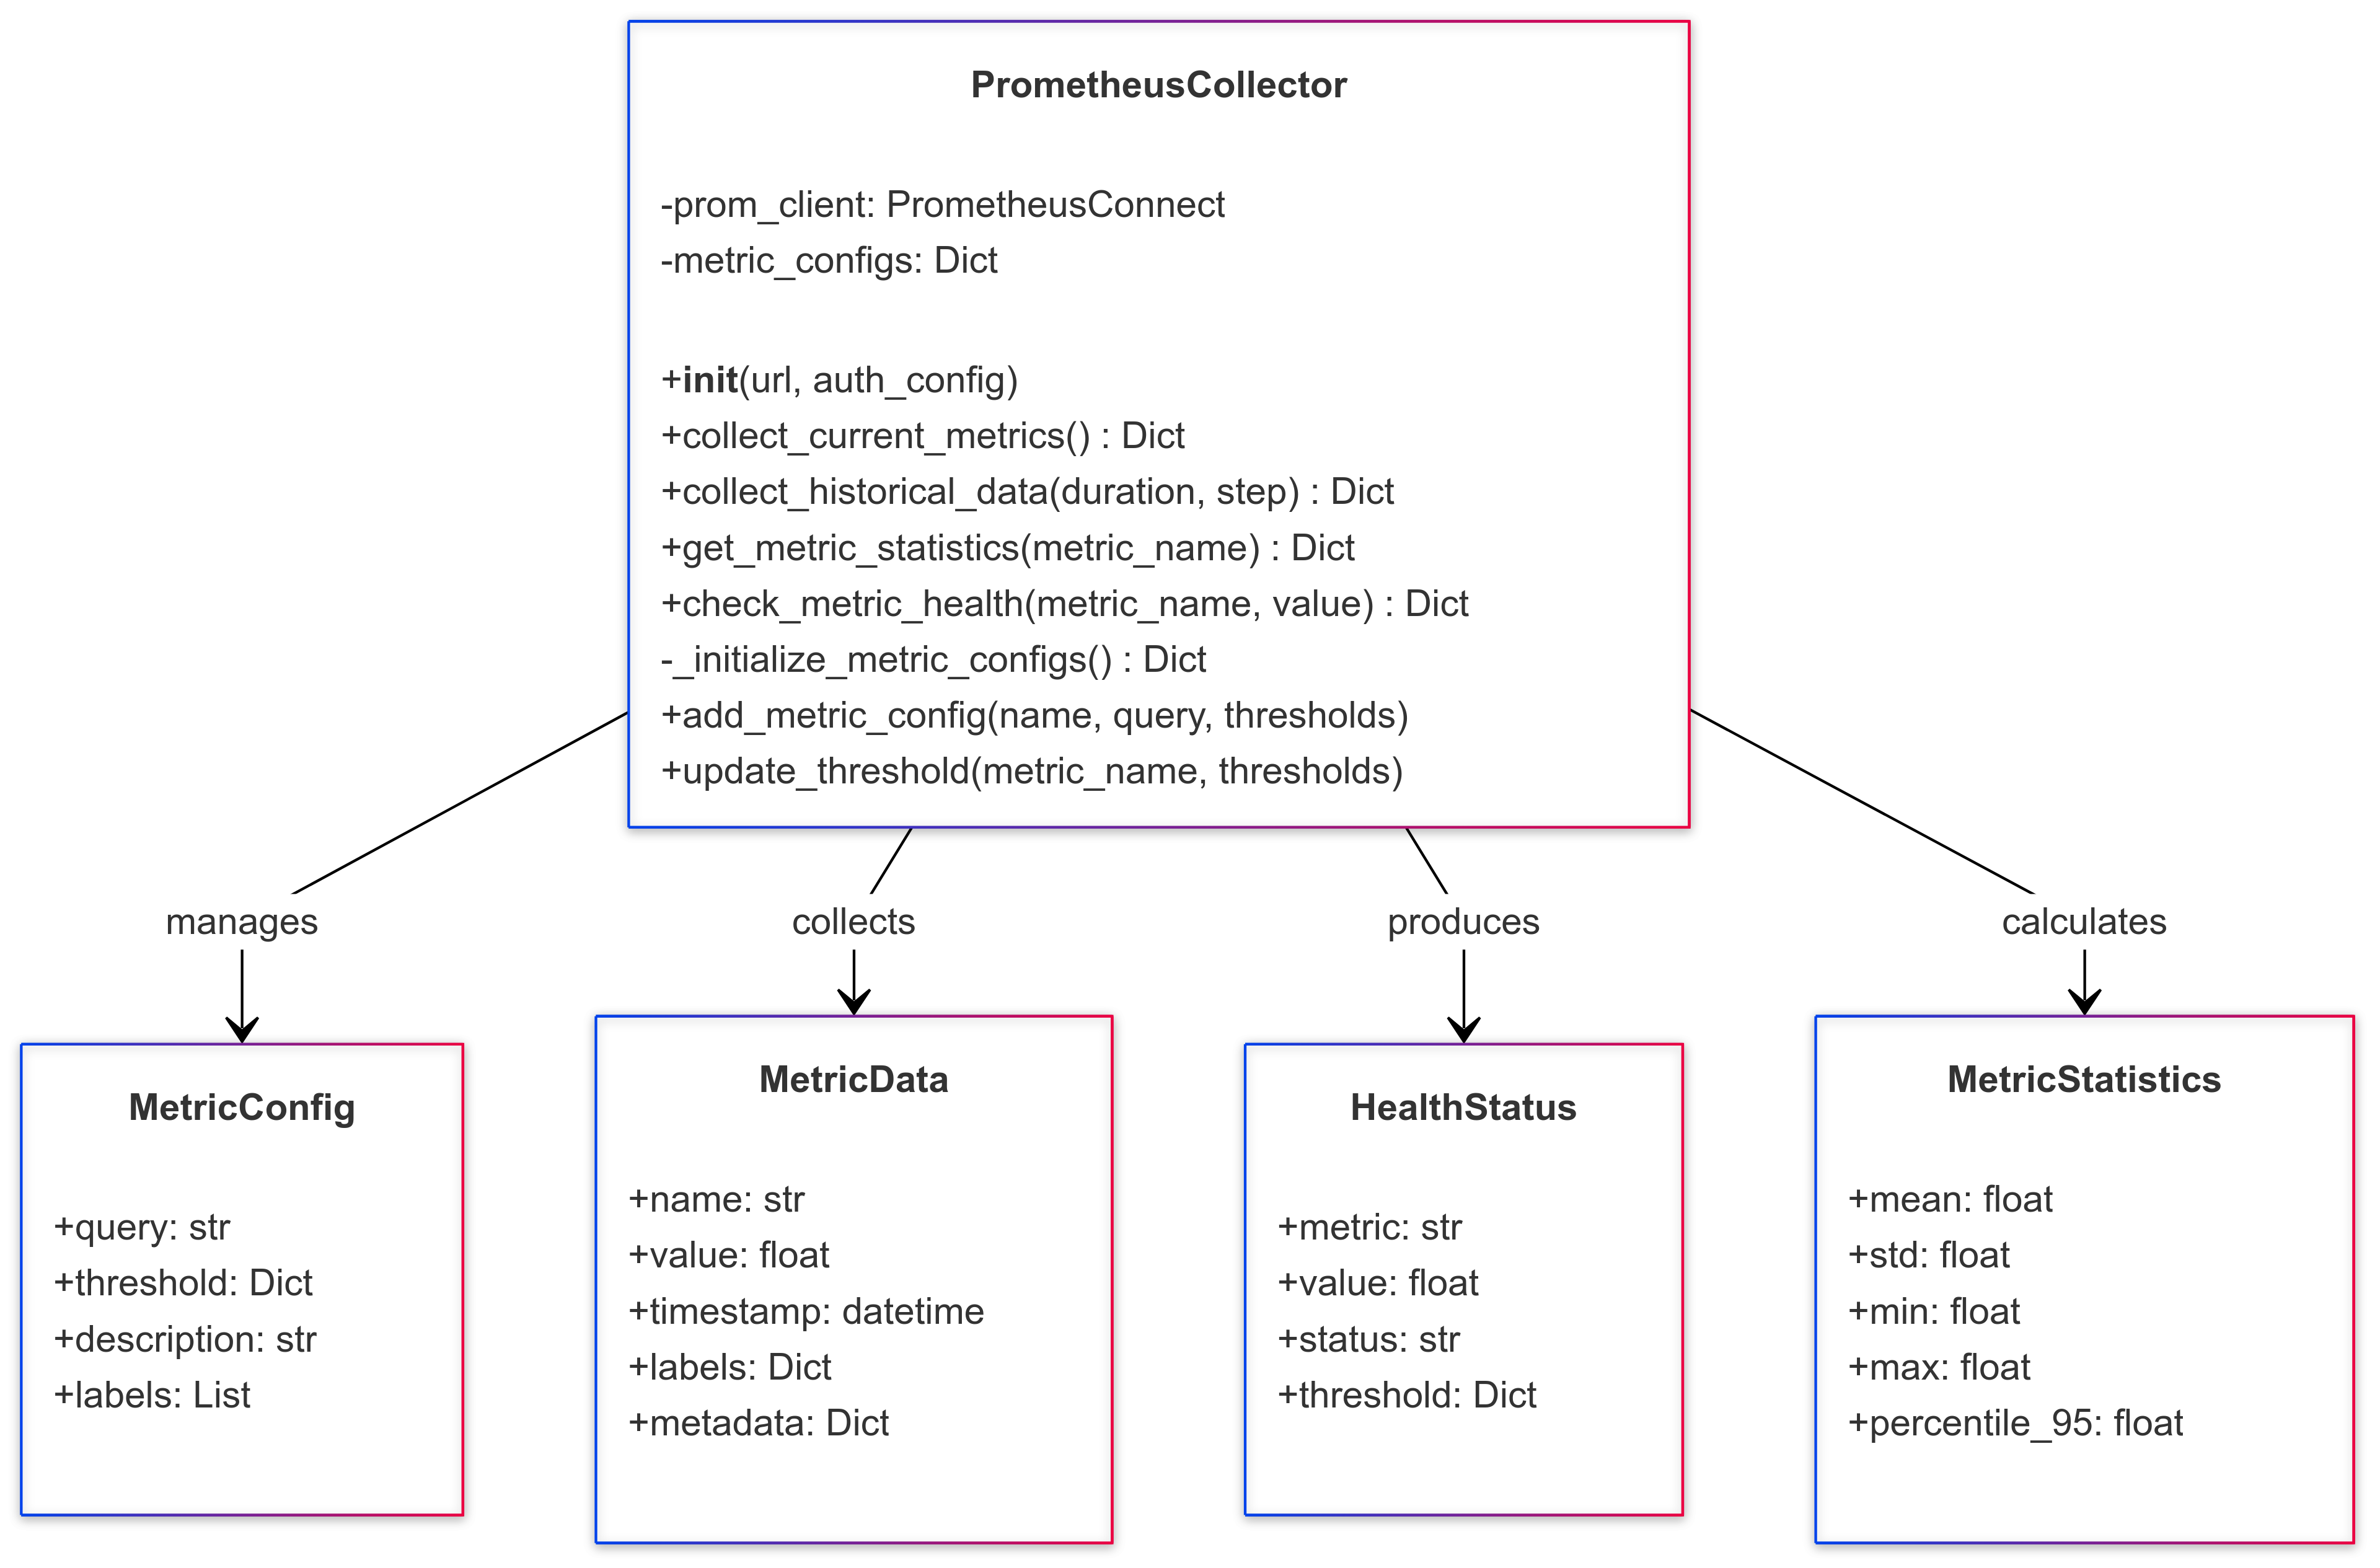 PrometheusCollector
-prom_client: PrometheusConnect
-metric_configs: Dict
+init(url, auth_config)
+collect_current_metrics() : Dict
+collect_historical_data(duration, step) : Dict
+get_metric_statistics(metric_name) : Dict
+check_metric_health(metric_name, value) : Dict
-_initialize_metric_configs() : Dict
+add_metric_config(name, query, thresholds)
+update_threshold(metric_name, thresholds)
manages
collects
produces
calculates
MetricConfig
+query: str
+threshold: Dict
+description: str
+labels: List
MetricData
+name: str
+value: float
+timestamp: datetime
+labels: Dict
+metadata: Dict
HealthStatus
+metric: str
+value: float
+status: str
+threshold: Dict
MetricStatistics
+mean: float
+std: float
+min: float
+max: float
+percentile_95: float